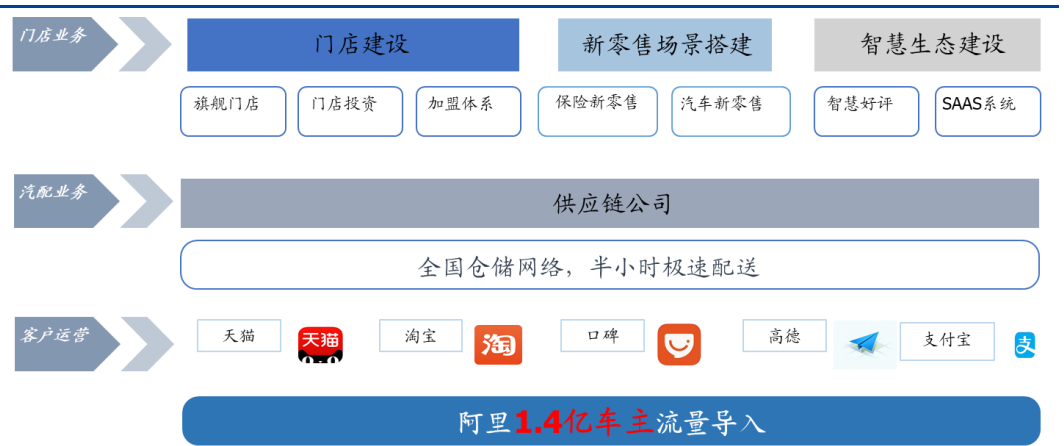 门店业务
门店建设
新零售场景搭建
智慧生态建设
旗舰门店
门店投资
加盟体系
保险新零售
汽车新零售
智慧好评
SAAS系统
汽配业务
供应链公司
全国仓储网络，半小时极速配送
客户运营
天猫
天猫
淘宝
淘
口碑
高德
支付宝
支
阿里1.4亿车主流量导入